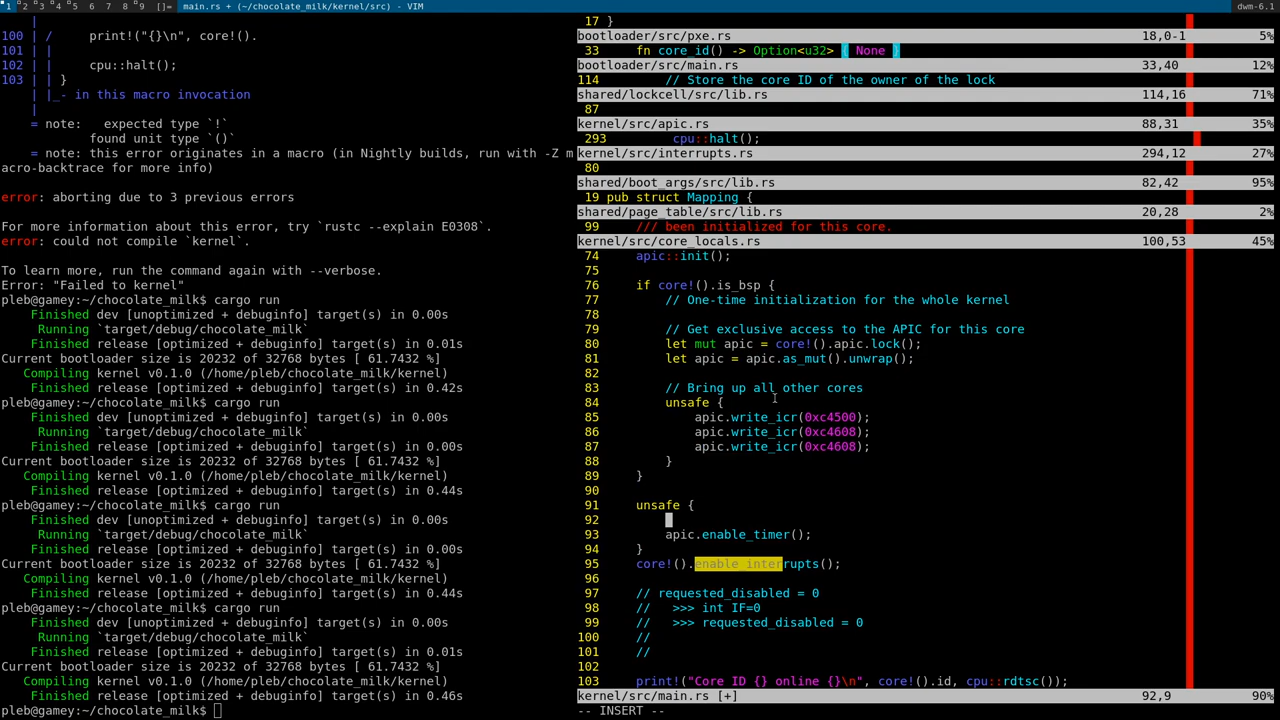 1 2 3 4 5 6 7 8 9 []= main.rs + (~/chocolate_milk/kernel/src) - VIM dwm-6.1
|
100 | / print!("{}\n", core!().
101 | |
102 | | cpu::halt();
103 | | }
| |_- in this macro invocation
|
= note: expected type `!`
found unit type `()`
= note: this error originates in a macro (in Nightly builds, run with -Z m
acro-backtrace for more info)
error: aborting due to 3 previous errors
For more information about this error, try `rustc --explain E0308`.
error: could not compile `kernel`.
To learn more, run the command again with --verbose.
Error: "Failed to kernel"
pleb@gamey:~/chocolate_milk$ cargo run
Finished dev [unoptimized + debuginfo] target(s) in 0.00s
Running `target/debug/chocolate_milk`
Finished release [optimized + debuginfo] target(s) in 0.01s
Current bootloader size is 20232 of 32768 bytes [ 61.7432 %]
Compiling kernel v0.1.0 (/home/pleb/chocolate_milk/kernel)
Finished release [optimized + debuginfo] target(s) in 0.42s
pleb@gamey:~/chocolate_milk$ cargo run
Finished dev [unoptimized + debuginfo] target(s) in 0.00s
Running `target/debug/chocolate_milk`
Finished release [optimized + debuginfo] target(s) in 0.00s
Current bootloader size is 20232 of 32768 bytes [ 61.7432 %]
Compiling kernel v0.1.0 (/home/pleb/chocolate_milk/kernel)
Finished release [optimized + debuginfo] target(s) in 0.44s
pleb@gamey:~/chocolate_milk$ cargo run
Finished dev [unoptimized + debuginfo] target(s) in 0.00s
Running `target/debug/chocolate_milk`
Finished release [optimized + debuginfo] target(s) in 0.00s
Current bootloader size is 20232 of 32768 bytes [ 61.7432 %]
Compiling kernel v0.1.0 (/home/pleb/chocolate_milk/kernel)
Finished release [optimized + debuginfo] target(s) in 0.44s
pleb@gamey:~/chocolate_milk$ cargo run
Finished dev [unoptimized + debuginfo] target(s) in 0.00s
Running `target/debug/chocolate_milk`
Finished release [optimized + debuginfo] target(s) in 0.01s
Current bootloader size is 20232 of 32768 bytes [ 61.7432 %]
Compiling kernel v0.1.0 (/home/pleb/chocolate_milk/kernel)
Finished release [optimized + debuginfo] target(s) in 0.46s
pleb@gamey:~/chocolate_milk$
17 }
bootloader/src/pxe.rs 18,0-1 5%
33 fn core_id() -> Option<u32> { None }
bootloader/src/main.rs 33,40 12%
114 // Store the core ID of the owner of the lock
shared/lockcell/src/lib.rs 114,16 71%
87
kernel/src/apic.rs 88,31 35%
293 cpu::halt();
kernel/src/interrupts.rs 294,12 27%
80
shared/boot_args/src/lib.rs 82,42 95%
19 pub struct Mapping {
shared/page_table/src/lib.rs 20,28 2%
99 /// been initialized for this core.
kernel/src/core_locals.rs 100,53 45%
74 apic::init();
75
76 if core!().is_bsp {
77 // One-time initialization for the whole kernel
78
79 // Get exclusive access to the APIC for this core
80 let mut apic = core!().apic.lock();
81 let apic = apic.as_mut().unwrap();
82
83 // Bring up all other cores
84 unsafe {
85 apic.write_icr(0xc4500);
86 apic.write_icr(0xc4608);
87 apic.write_icr(0xc4608);
88 }
89 }
90
91 unsafe {
92
93 apic.enable_timer();
94 }
95 core!().enable_interrupts();
96
97 // requested_disabled = 0
98 // >>> int IF=0
99 // >>> requested_disabled = 0
100 //
101 //
102
103 print!("Core ID {} online {}\n", core!().id, cpu::rdtsc());
kernel/src/main.rs [+] 92,9 90%
-- INSERT --